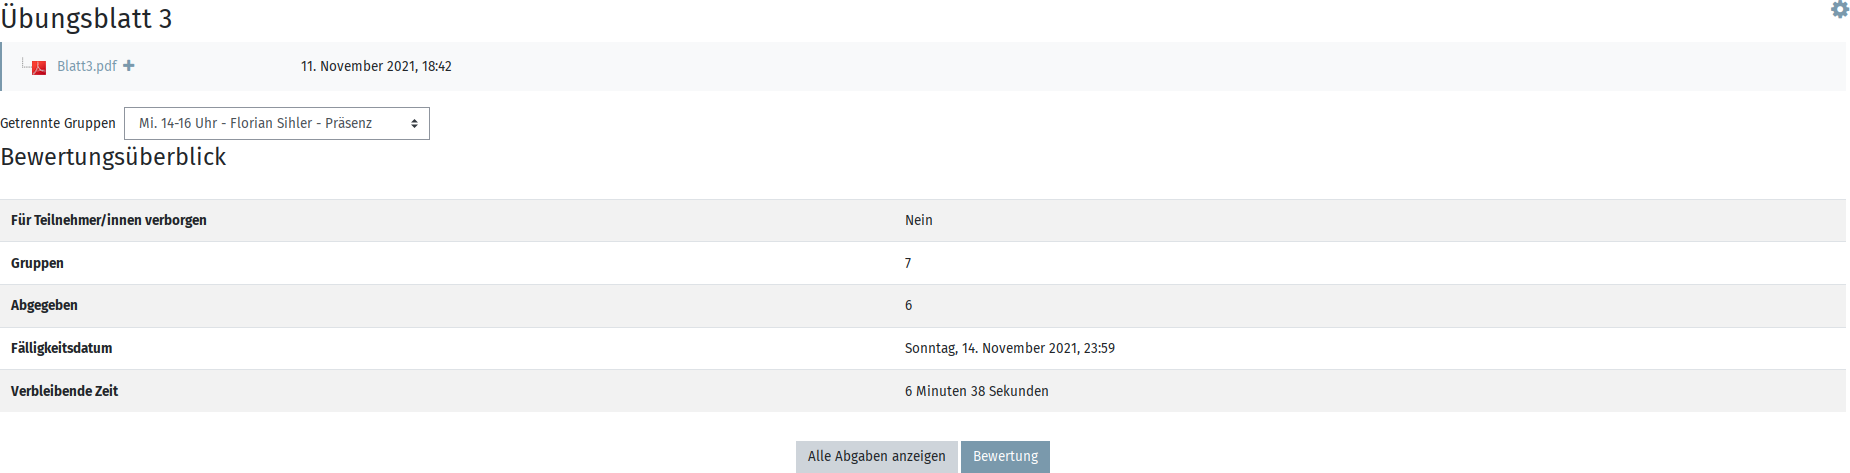 Übungsblatt 3
Blatt3.pdf 11. November 2021, 18:42
Getrennte Gruppen Mi. 14-16 Uhr - Florian Sihler - Präsenz
Bewertungsüberblick
Für Teilnehmer/innen verborgen Nein
Gruppen 7
Abgegeben 6
Fälligkeitsdatum Sonntag, 14. November 2021, 23:59
Verbleibende Zeit 6 Minuten 38 Sekunden
Alle Abgaben anzeigen Bewertung